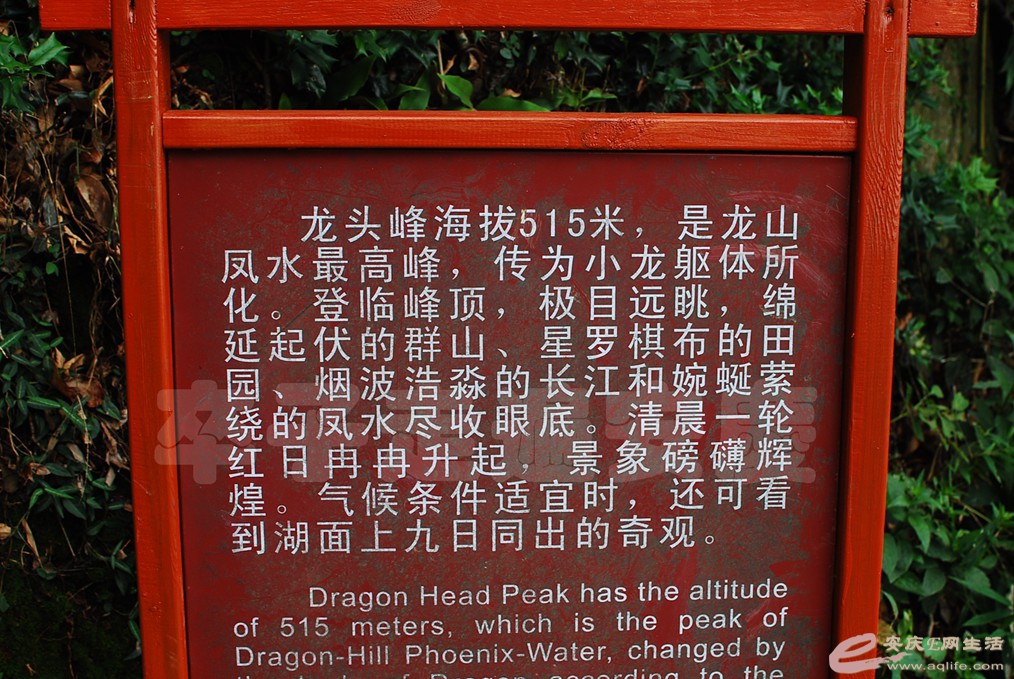 龙头峰海拔515米，是龙山
凤水最高峰，传为小龙躯体所
化。登临峰顶，极目远眺，绵
延起伏的群山、星罗棋布的田
园、烟波浩淼的长江和婉蜒萦
绕的凤水尽收眼底。清晨一轮
红日冉冉升起，景象磅礴辉
煌。气候条件适宜时，还可看
到湖面上九日同出的奇观。
Dragon Head Peak has the altitude
of 515 meters, which is the peak of
Dragon-Hill Phoenix-Water, changed by
of Dragon according to the
安庆E网生活
www.aqlife.com